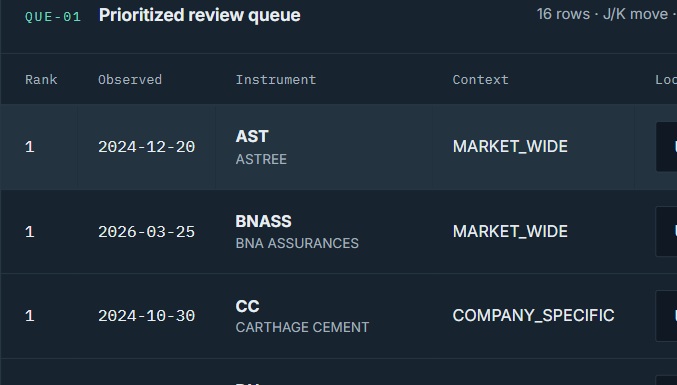 QUE-01 Prioritized review queue 16 rows · J/K move ·
Rank Observed Instrument Context
1 2024-12-20 AST MARKET_WIDE
ASTREE
1 2026-03-25 BNASS MARKET_WIDE
BNA ASSURANCES
1 2024-10-30 CC COMPANY_SPECIFIC
CARTHAGE CEMENT